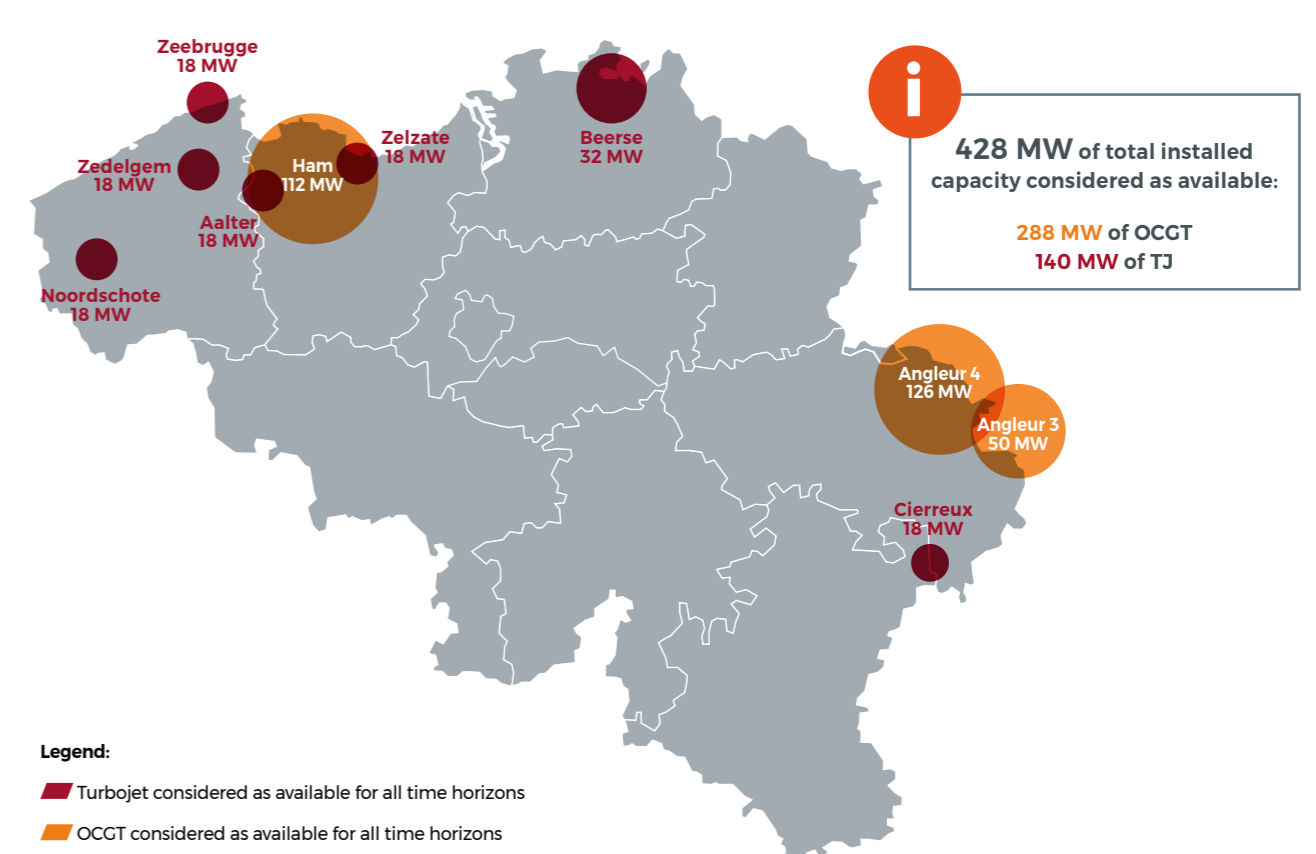 Zeebrugge
18 MW
Zedelgem
18 MW
Ham
112 MW
Zelzate
18 MW
Aalter
18 MW
Noordschote
18 MW
Beerse
32 MW
i
428 MW of total installed
capacity considered as available:
288 MW of OCGT
140 MW of TJ
Angleur 4
126 MW
Angleur 3
50 MW
Cierreux
18 MW
Legend:
Turbojet considered as available for all time horizons
OCGT considered as available for all time horizons